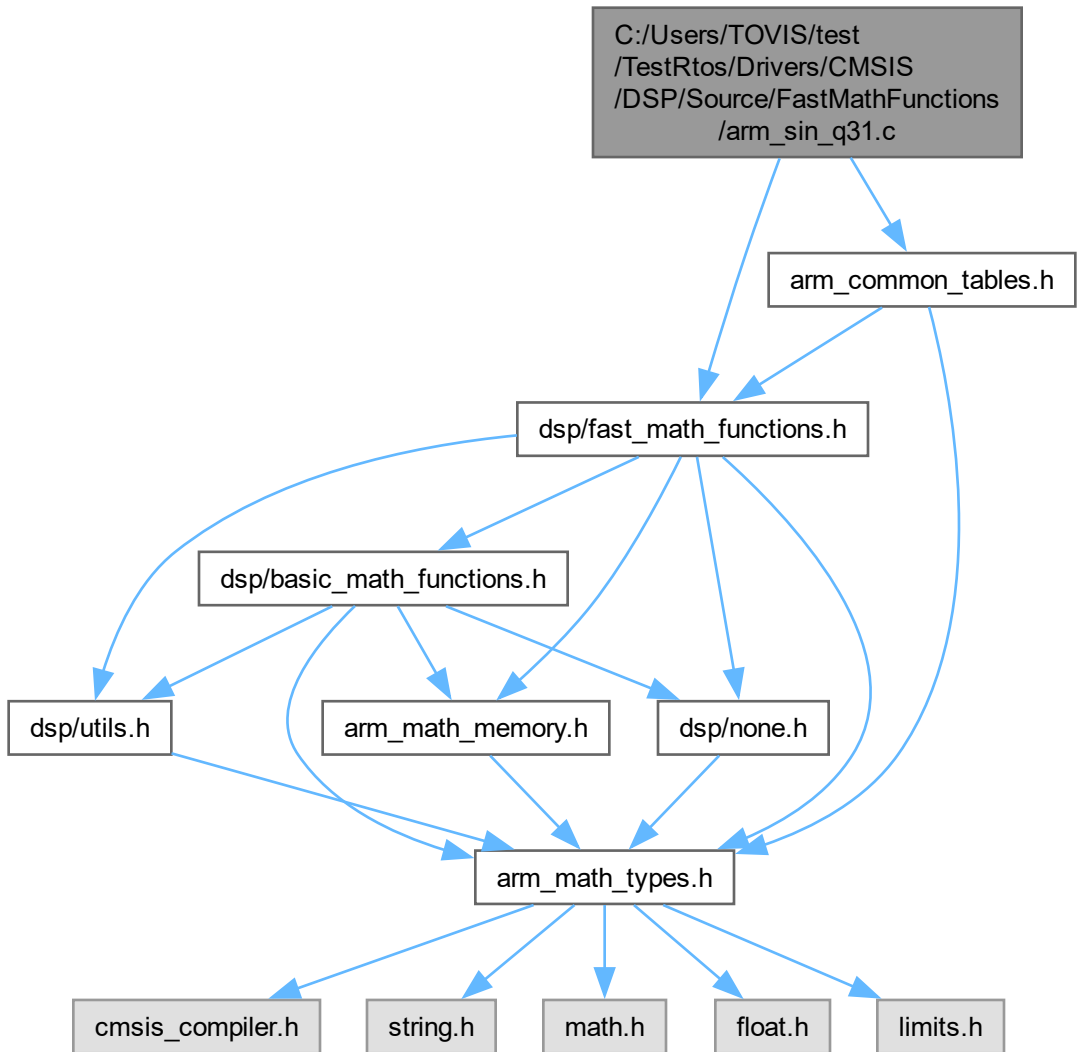 C:/Users/TOVIS/test
/TestRtos/Drivers/CMSIS
/DSP/Source/FastMathFunctions
/arm_sin_q31.c
arm_common_tables.h
dsp/fast_math_functions.h
dsp/basic_math_functions.h
dsp/utils.h
arm_math_memory.h
dsp/none.h
arm_math_types.h
cmsis_compiler.h
string.h
math.h
float.h
limits.h